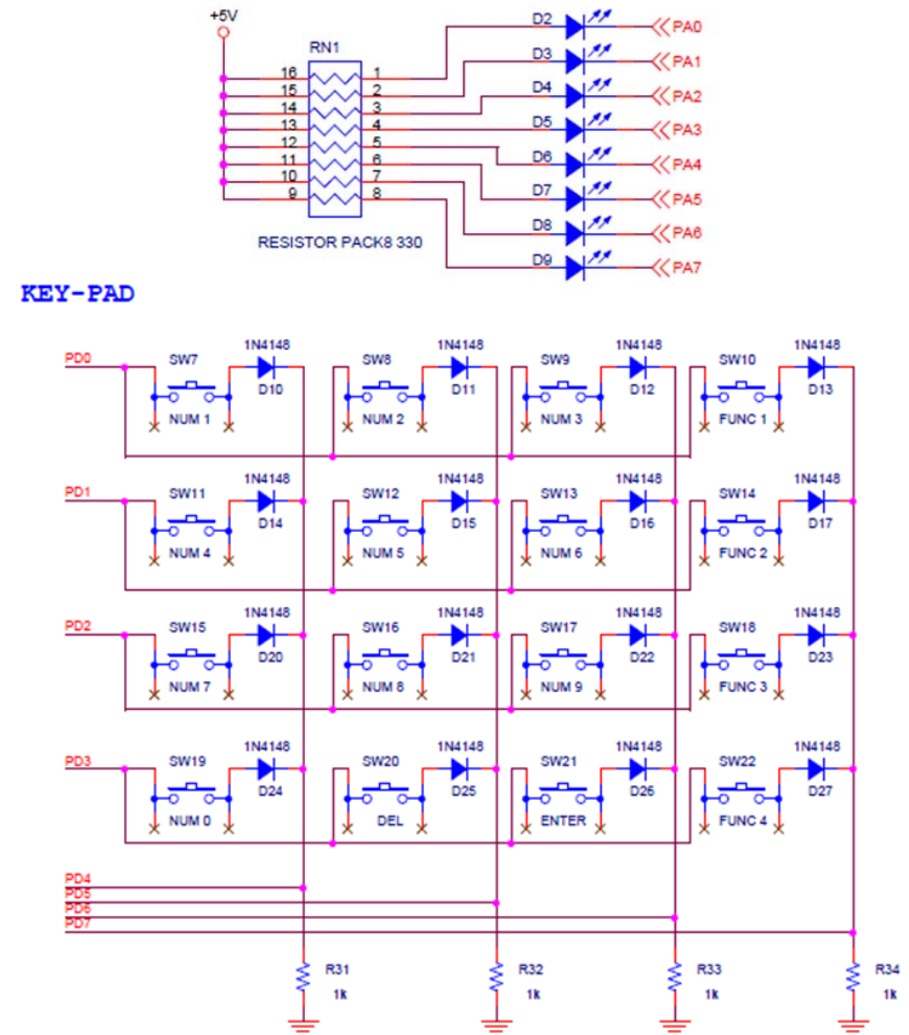 +5V
RN1
16 1
15 2
14 3
13 4
12 5
11 6
10 7
9 8
RESISTOR PACK8 330
D2 PA0
D3 PA1
D4 PA2
D5 PA3
D6 PA4
D7 PA5
D8 PA6
D9 PA7
KEY-PAD
1N4148 1N4148 1N4148 1N4148
PD0 SW7 SW8 SW9 SW10
D10 D11 D12 D13
NUM 1 NUM 2 NUM 3 FUNC 1
1N4148 1N4148 1N4148 1N4148
PD1 SW11 SW12 SW13 SW14
D14 D15 D16 D17
NUM 4 NUM 5 NUM 6 FUNC 2
1N4148 1N4148 1N4148 1N4148
PD2 SW15 SW16 SW17 SW18
D20 D21 D22 D23
NUM 7 NUM 8 NUM 9 FUNC 3
1N4148 1N4148 1N4148 1N4148
PD3 SW19 SW20 SW21 SW22
D24 D25 D26 D27
NUM 0 DEL ENTER FUNC 4
PD4
PD5
PD6
PD7
R31 R32 R33 R34
1k 1k 1k 1k